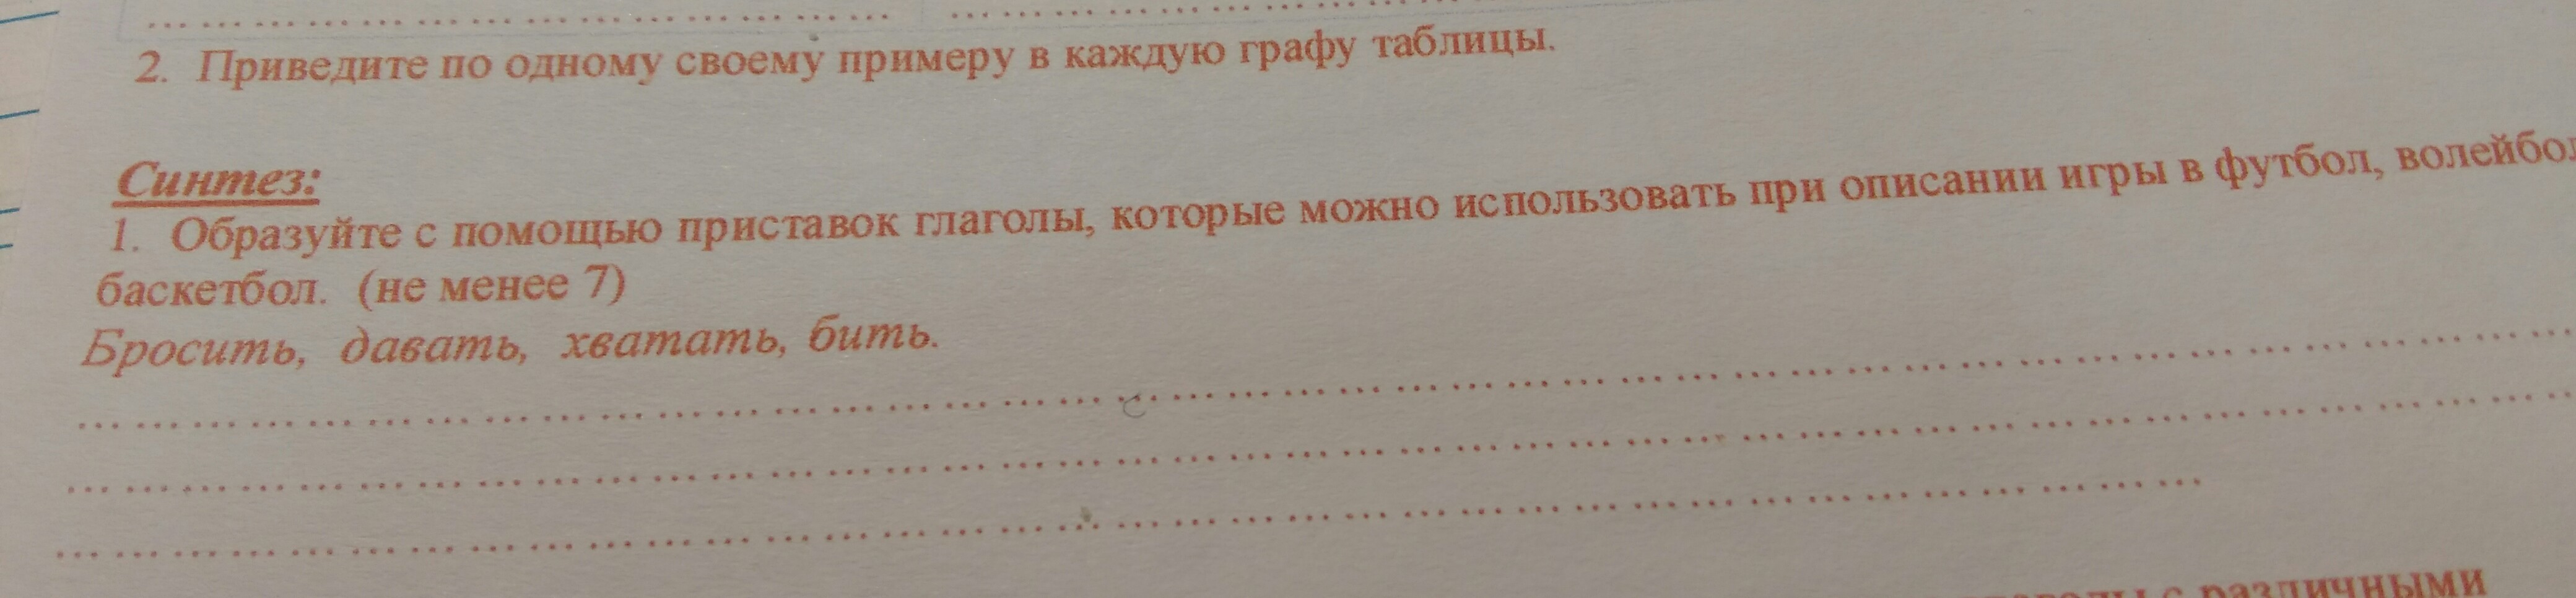 2. Приведите по одному своему примеру в каждую графу таблицы.
Синтез:
1. Образуйте с помощью приставок глаголы, которые можно использовать при описании игры в футбол, волейбол
баскетбол. (не менее 7)
Бросить, давать, хватать, бить.
с различными